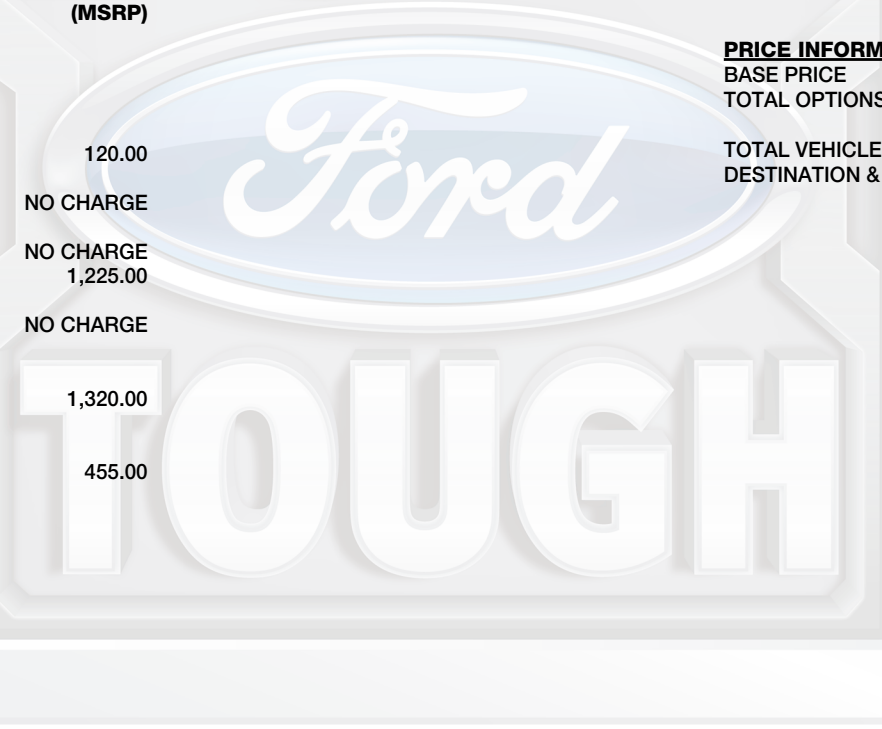 (MSRP)
120.00
NO CHARGE
NO CHARGE
1,225.00
NO CHARGE
1,320.00
455.00
PRICE INFORM
BASE PRICE
TOTAL OPTIONS
TOTAL VEHICLE
DESTINATION &
Ford
TOUGH